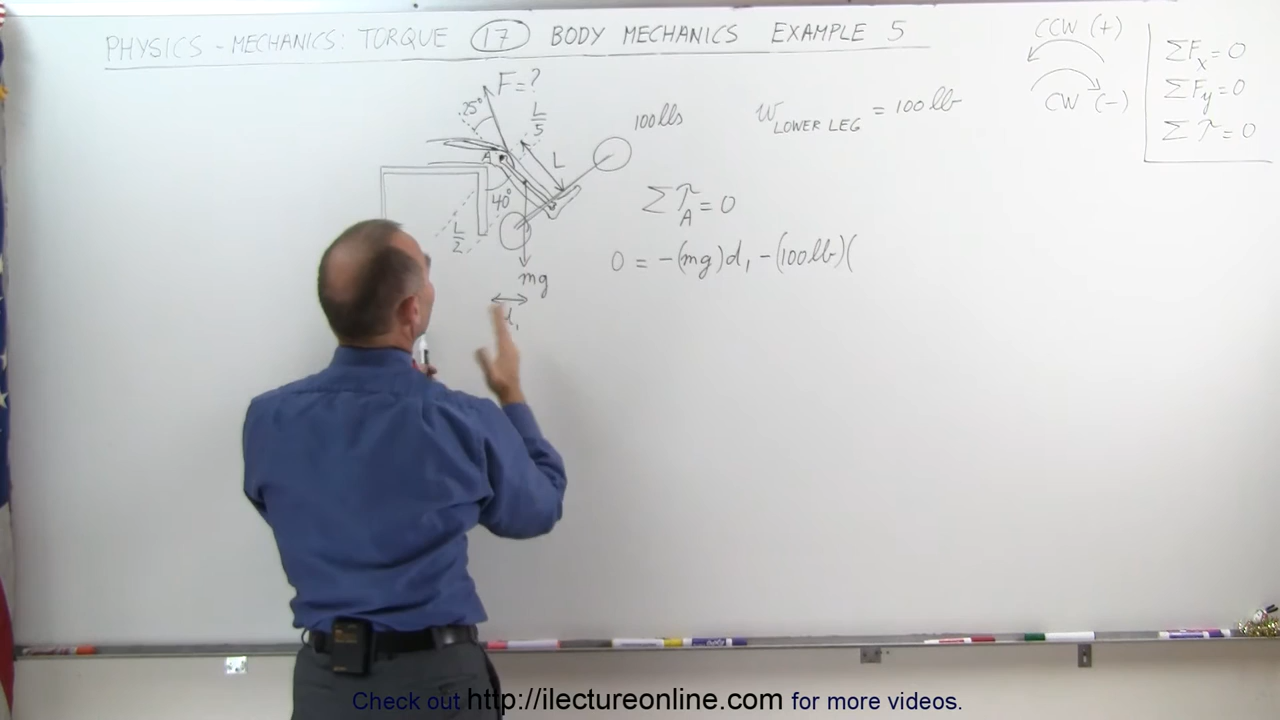 PHYSICS - MECHANICS: TORQUE 17 BODY MECHANICS EXAMPLE 5
CCW (+)
CW (-)
ΣFx = 0
ΣFy = 0
Στ = 0
F = ?
25°
L/5
L
100 lbs
W LOWER LEG = 100 lb
A
40°
L/2
mg
d₁
Στ_A = 0
0 = -(mg)d₁ - (100 lb)(
Check out http://ilectureonline.com for more videos.